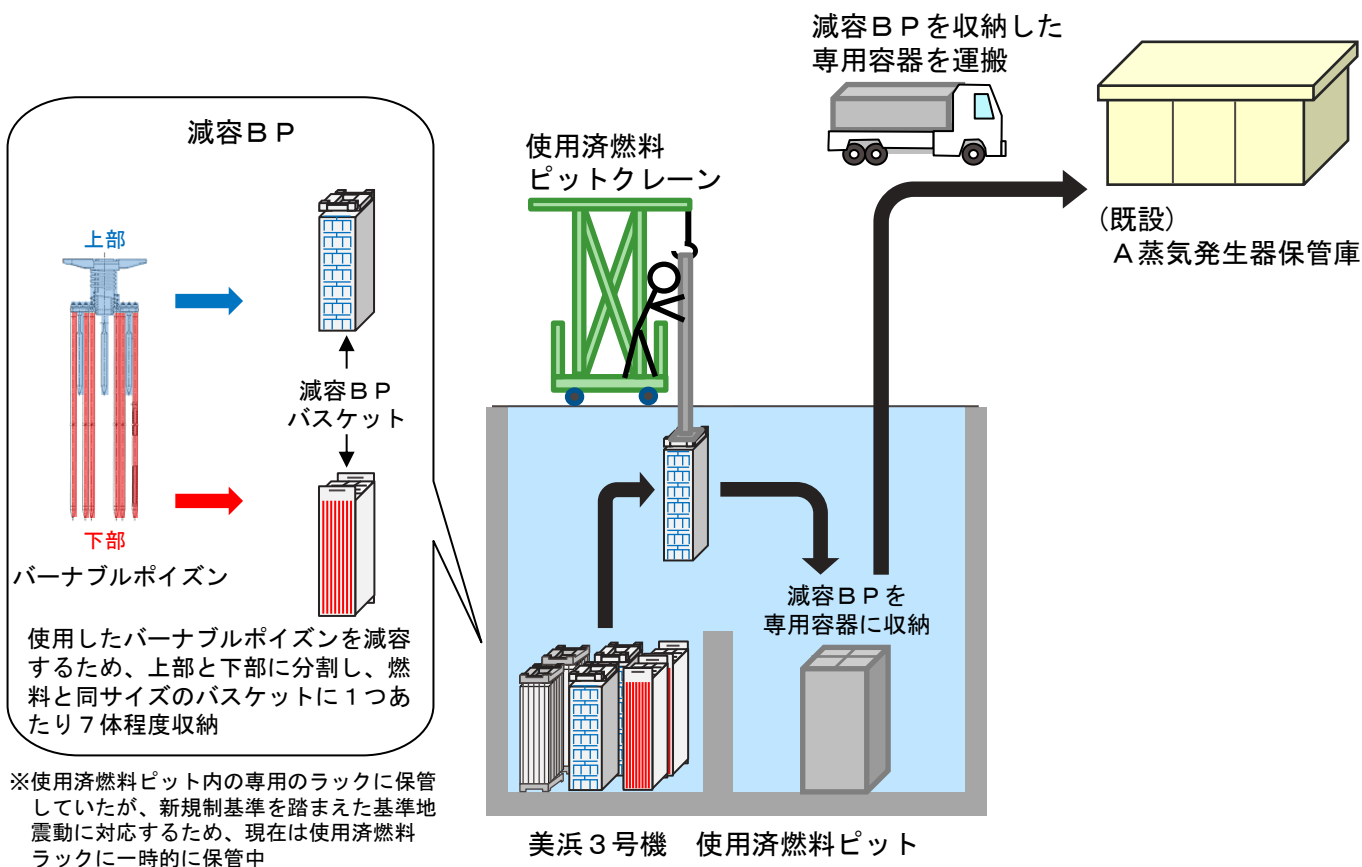 減容ＢＰ
上部
減容ＢＰ
バスケット
下部
バーナブルポイズン
使用したバーナブルポイズンを減容
するため、上部と下部に分割し、燃
料と同サイズのバスケットに１つあ
たり７体程度収納
※使用済燃料ピット内の専用のラックに保管
していたが、新規制基準を踏まえた基準地
震動に対応するため、現在は使用済燃料
ラックに一時的に保管中
使用済燃料
ピットクレーン
減容ＢＰを
専用容器に収納
美浜３号機　使用済燃料ピット
減容ＢＰを収納した
専用容器を運搬
(既設)
Ａ蒸気発生器保管庫